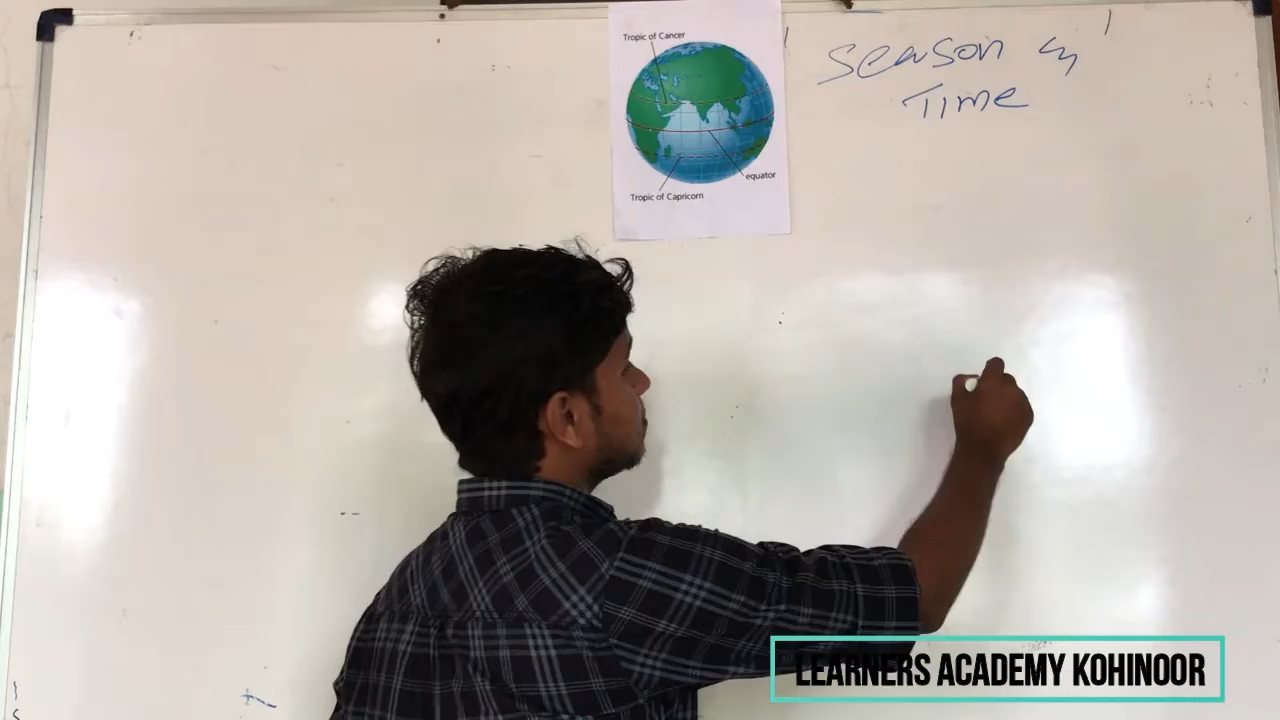 Tropic of Cancer
equator
Tropic of Capricorn
season
Time
LEARNERS ACADEMY KOHINOOR